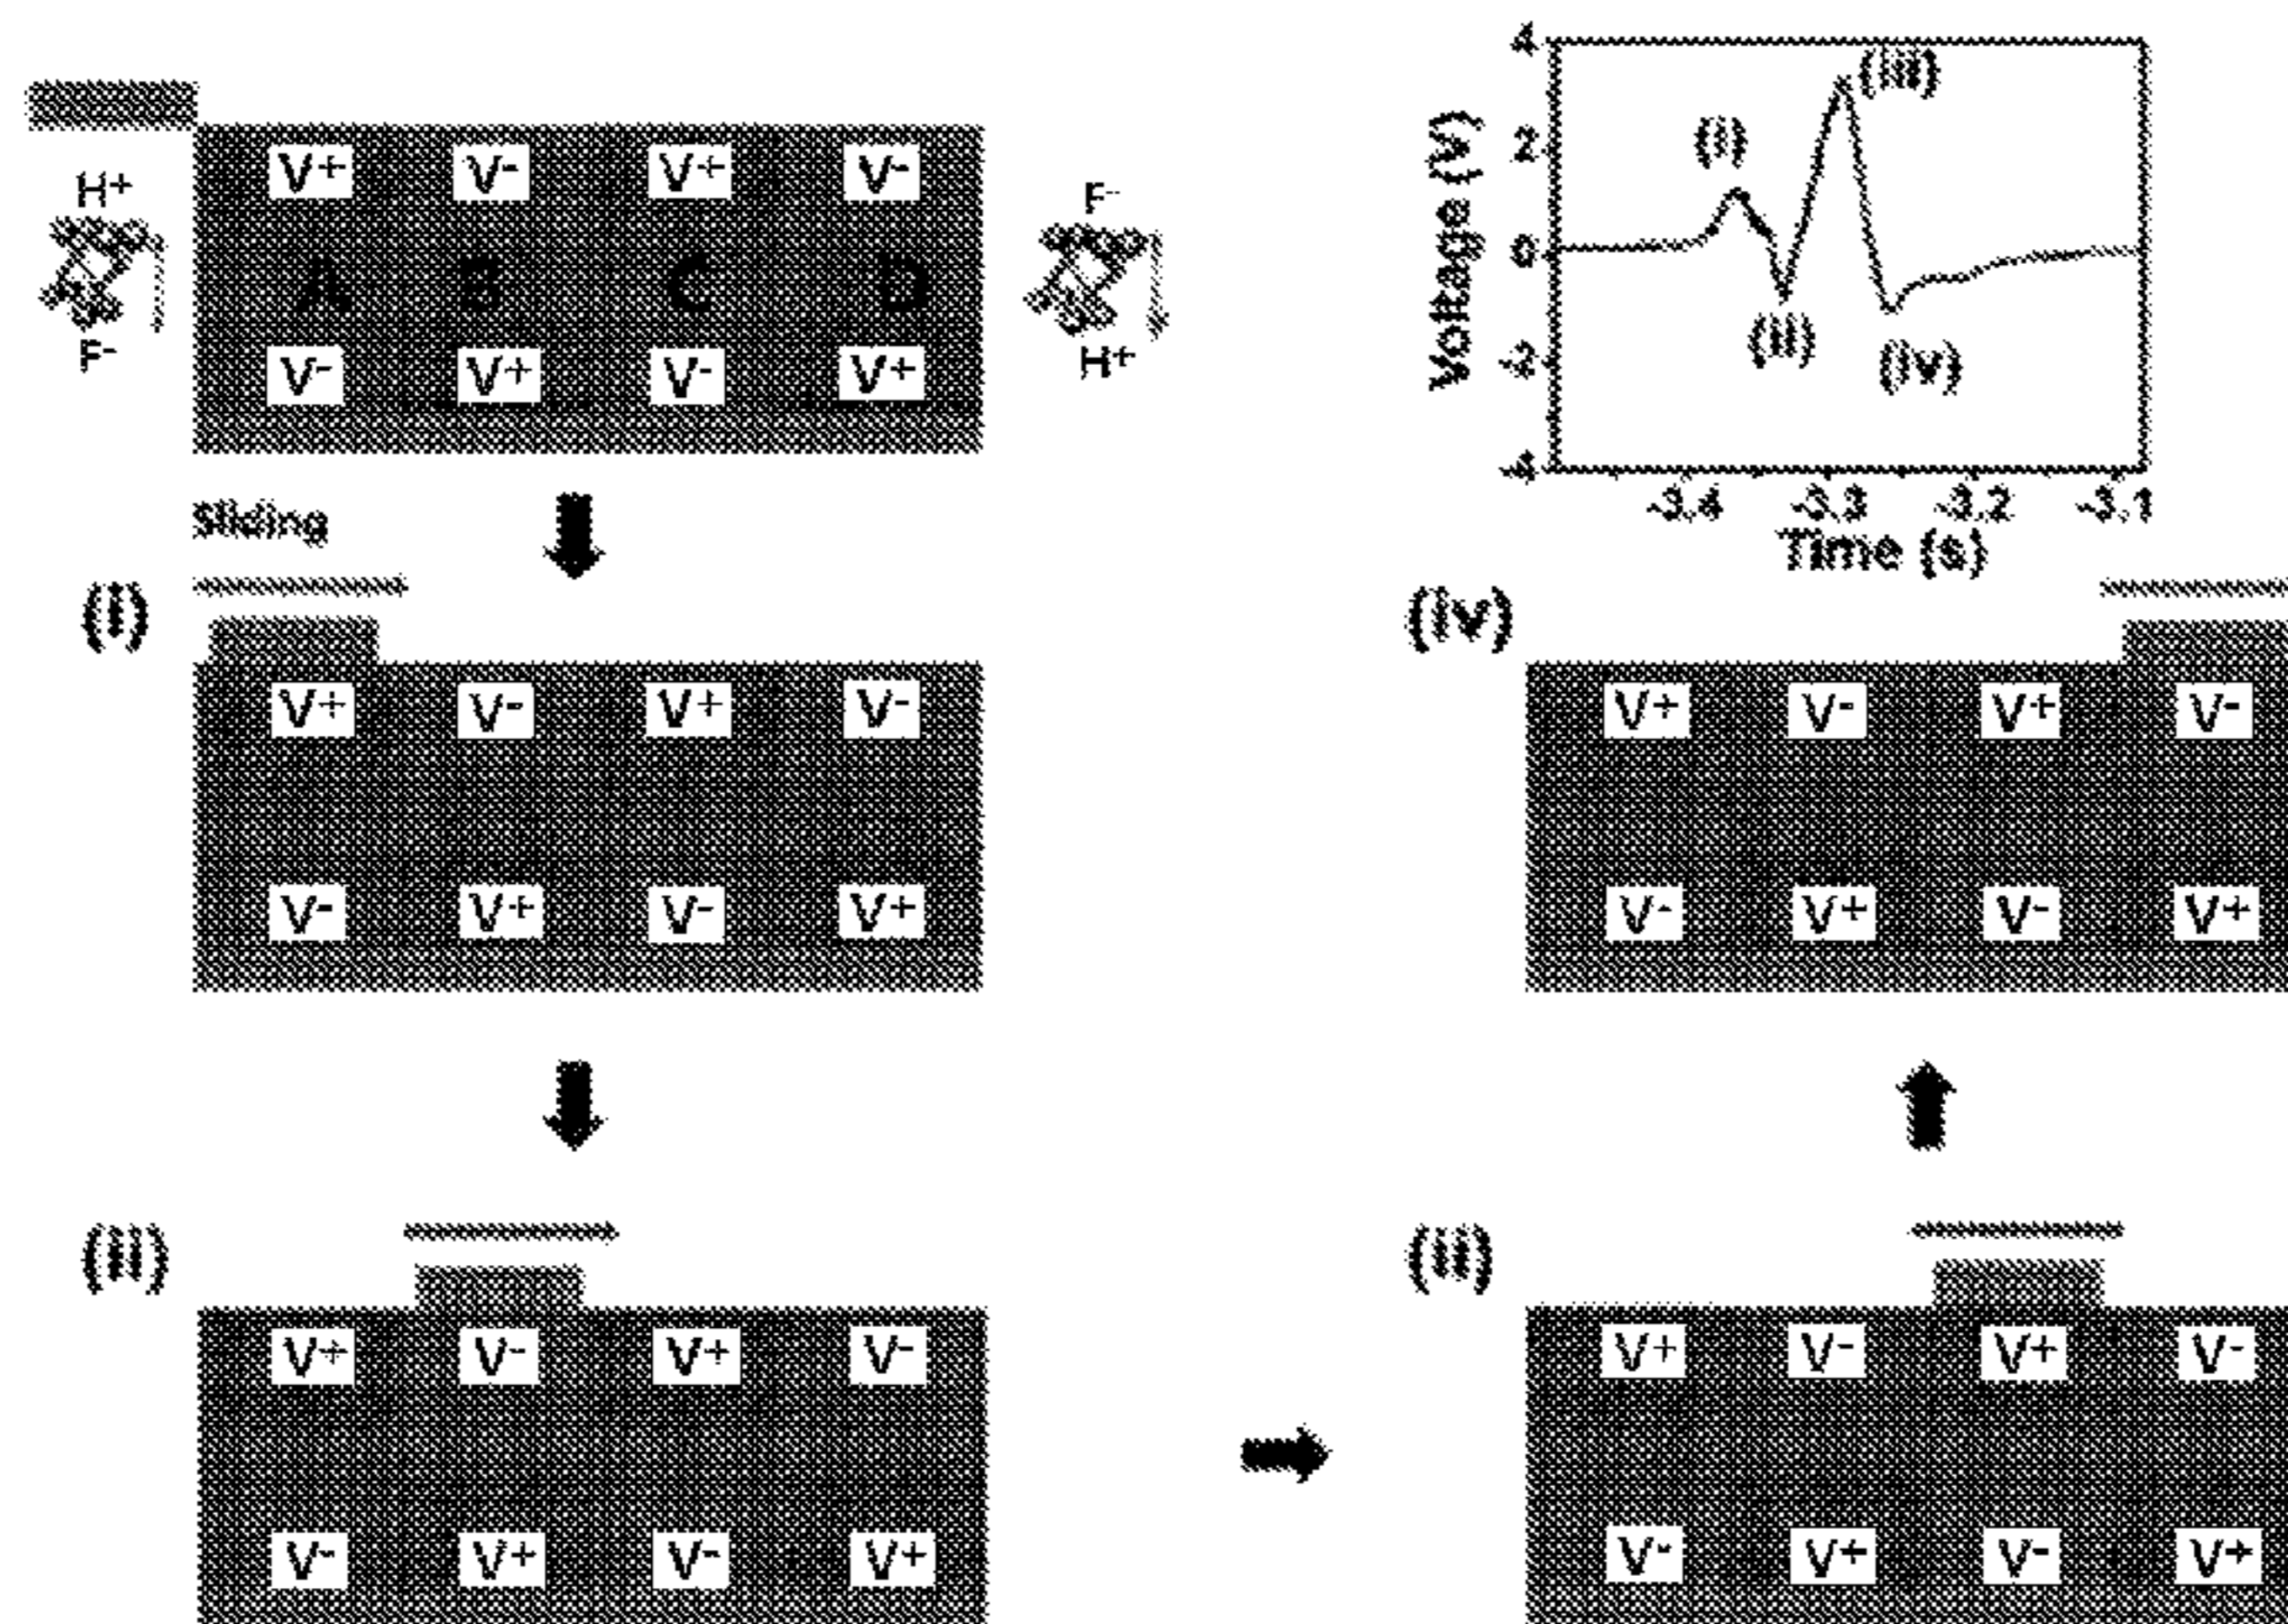 V+ V- V+ V-
H+
F-
A B C D
F-
H+
V- V+ V- V+
4
2
0
-2
-4
Voltage (V)
(i)
(ii)
(iii)
(iv)
-3.4 -3.3 -3.2 -3.1
Time (s)
Sliding
(i)
V+ V- V+ V-
V- V+ V- V+
(iv)
V+ V- V+ V-
V- V+ V- V+
(ii)
V+ V- V+ V-
V- V+ V- V+
(iii)
V+ V- V+ V-
V- V+ V- V+